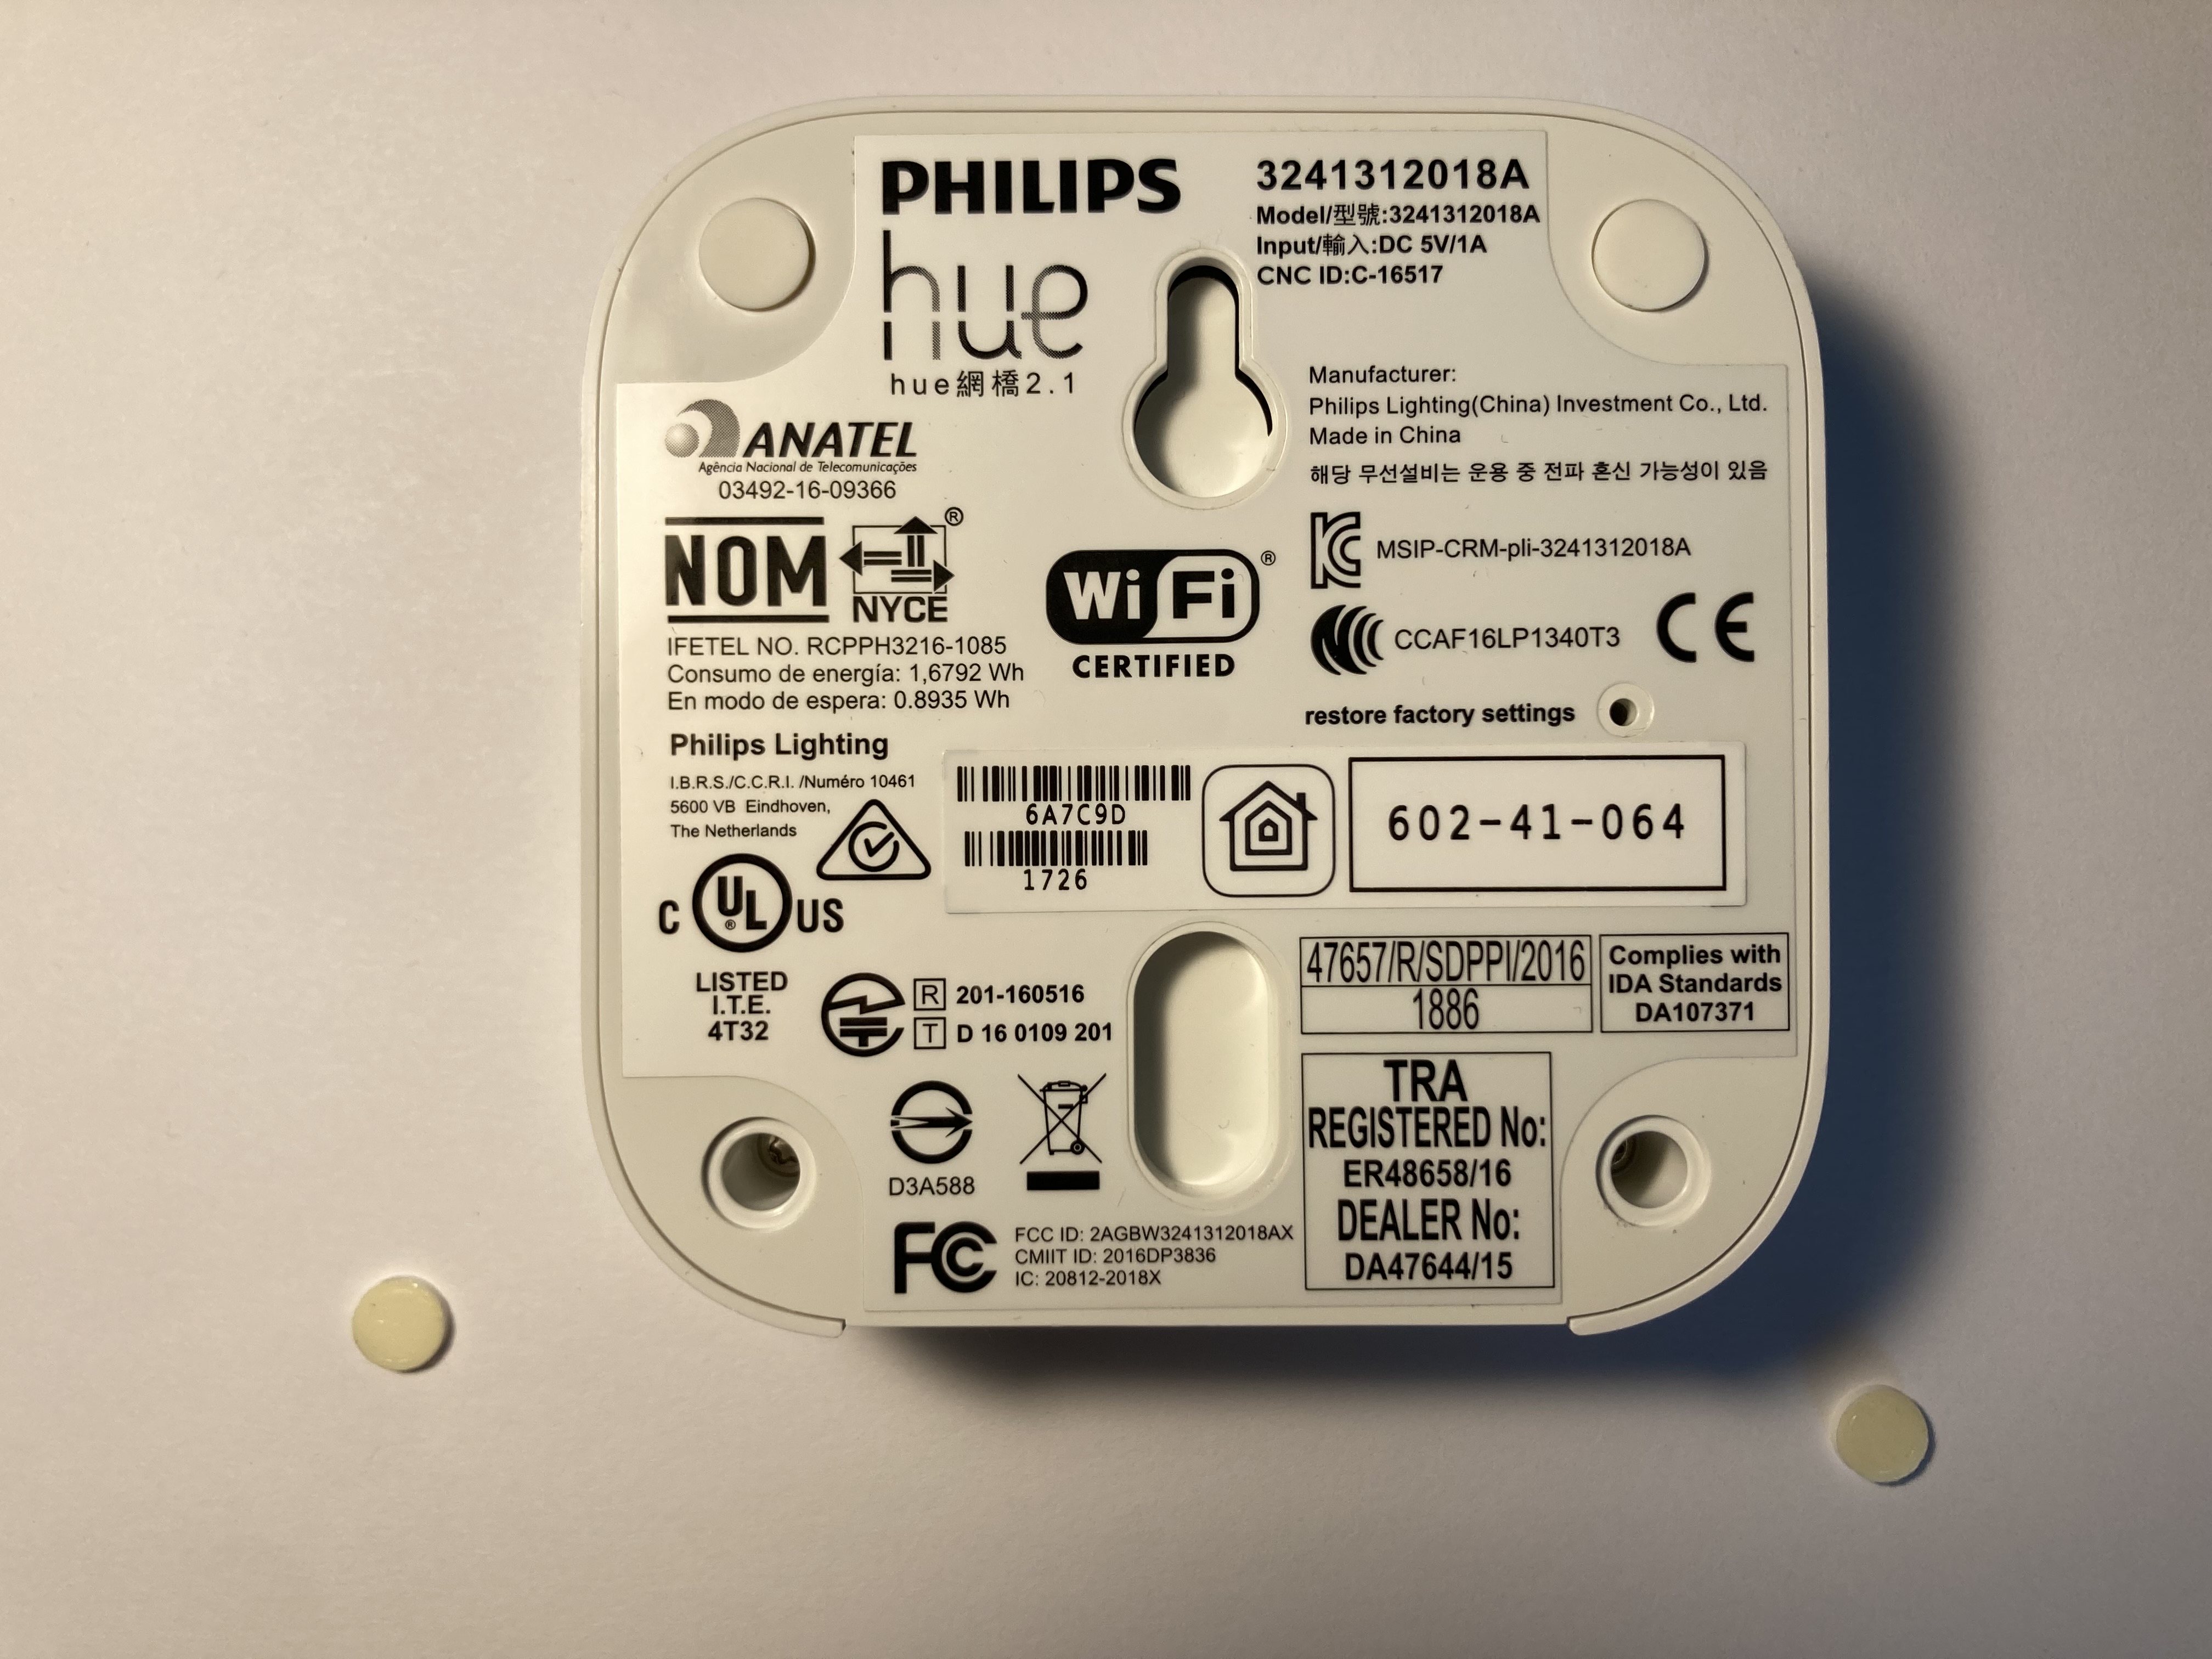 PHILIPS
hue
hue網橋2.1
3241312018A
Model/型號:3241312018A
Input/輸入:DC 5V/1A
CNC ID:C-16517
Manufacturer:
Philips Lighting(China) Investment Co., Ltd.
Made in China
해당 무선설비는 운용 중 전파 혼신 가능성이 있음
ANATEL
Agência Nacional de Telecomunicações
03492-16-09366
NOM
NYCE
®
IFETEL NO. RCPPH3216-1085
Consumo de energía: 1,6792 Wh
En modo de espera: 0.8935 Wh
WiFi ®
CERTIFIED
KC MSIP-CRM-pli-3241312018A
CCAF16LP1340T3
CE
restore factory settings
Philips Lighting
I.B.R.S./C.C.R.I. /Numéro 10461
5600 VB Eindhoven,
The Netherlands
6A7C9D
1726
602-41-064
C UL ® US
LISTED
I.T.E.
4T32
R 201-160516
T D 16 0109 201
47657/R/SDPPI/2016
1886
Complies with
IDA Standards
DA107371
D3A588
TRA
REGISTERED No:
ER48658/16
DEALER No:
DA47644/15
FC
FCC ID: 2AGBW3241312018AX
CMIIT ID: 2016DP3836
IC: 20812-2018X